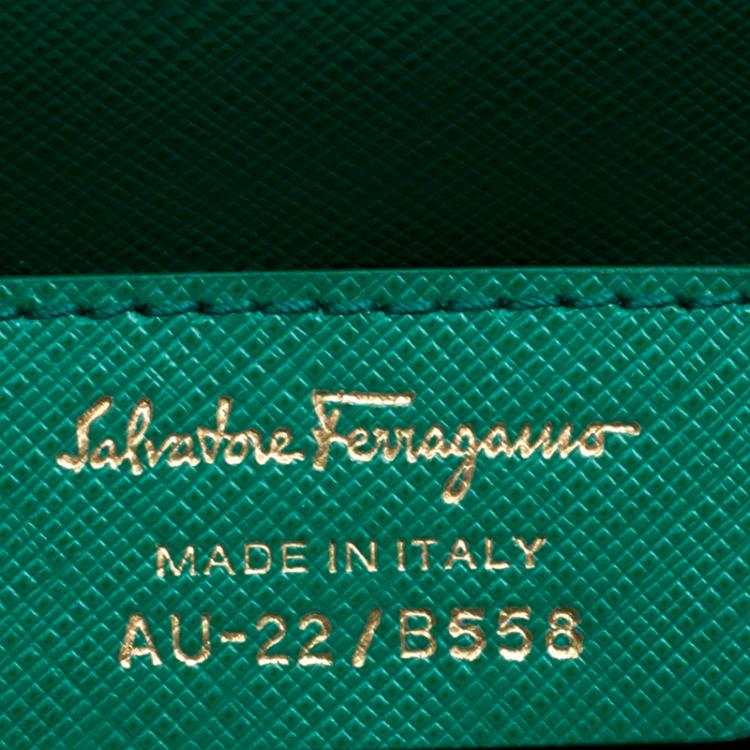 Salvatore Ferragamo
MADE IN ITALY
AU-22/B558